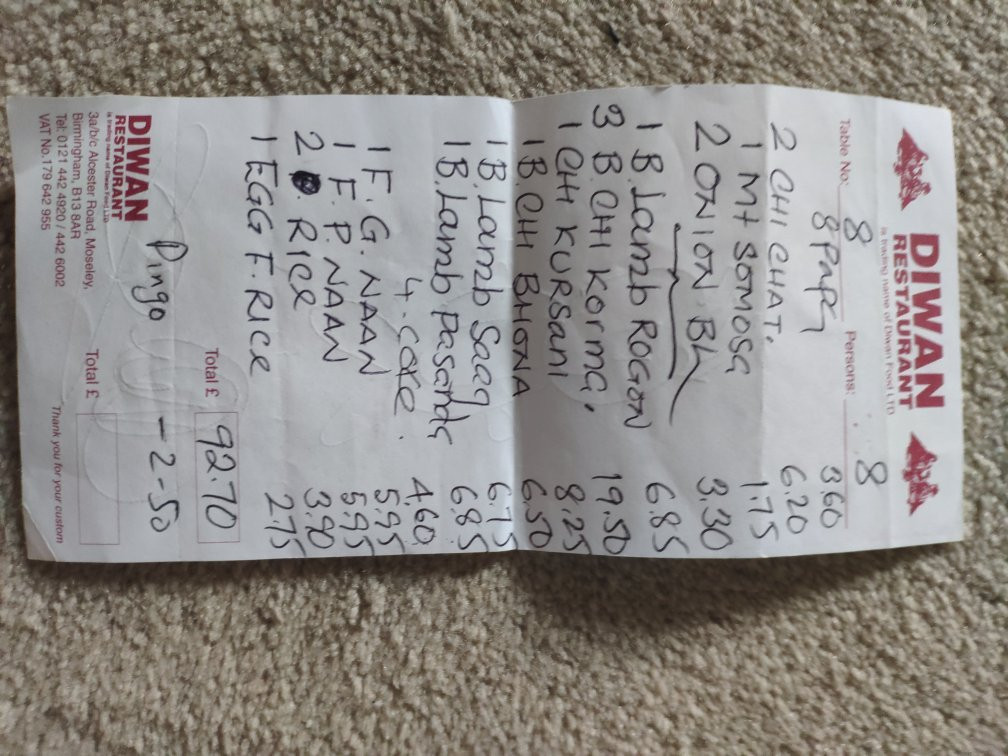 DIWAN
RESTAURANT
is trading name of Diwan Food LTD
Table No: 8 Persons: 8
8 PAPS 3.60
2 CHI CHAT. 6.20
1 Mt SOMOSA 1.75
2 ONION BH 3.30
1 B. Lamb ROGON 6.85
3 B. CHI KORMA. 19.50
1 CHI KURSANI 8.25
1 B CHI BHONA 6.50
1 B. Lamb Saag 6.75
1 B. Lamb Pasanda 6.85
4. COKE. 4.60
1 F. G. NAAN 5.95
1 F. P. NAAN 5.95
2 RICE 3.90
1 EGG F. RICE 2.75
Total £ 92.70
Dingo - 2-50
DIWAN
RESTAURANT
is trading name of Diwan Food LTD
3a/b/c Alcester Road, Moseley,
Birmingham, B13 8AR
Tel: 0121 442 4920 / 442 6002
VAT No. 179 642 955
Total £
Thank you for your custom